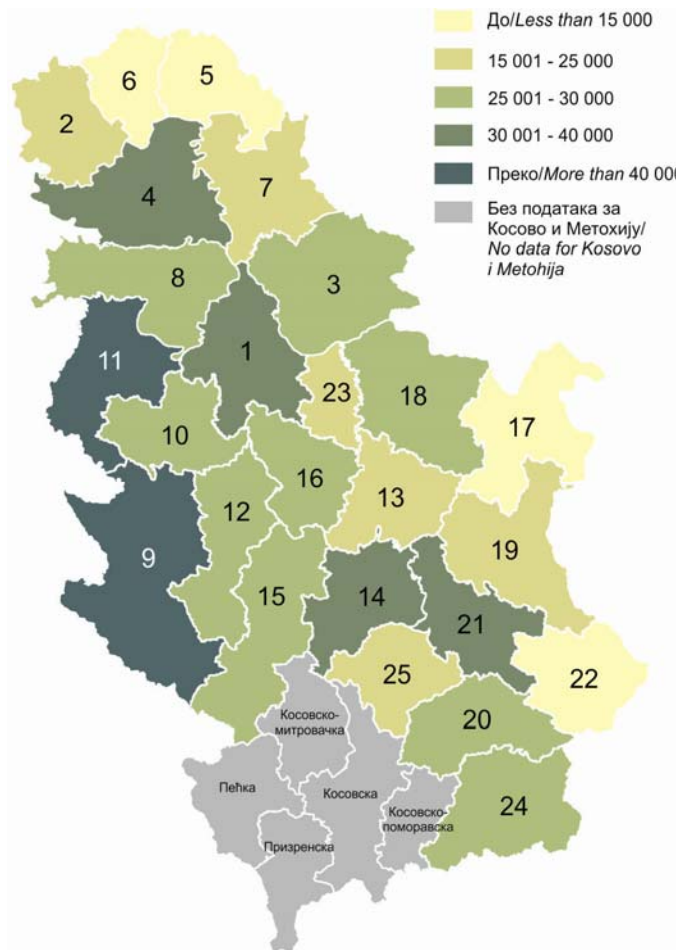 До/Less than 15 000
15 001 - 25 000
25 001 - 30 000
30 001 - 40 000
Преко/More than 40 000
Без података за
Косово и Метохију/
No data for Kosovo
i Metohija
6
5
2
7
4
8
3
11
1
23
18
17
10
16
13
12
19
9
15
14
21
25
22
20
24
Косовско-
митровачка
Пећка
Косовска
Косовско-
поморавска
Призренска